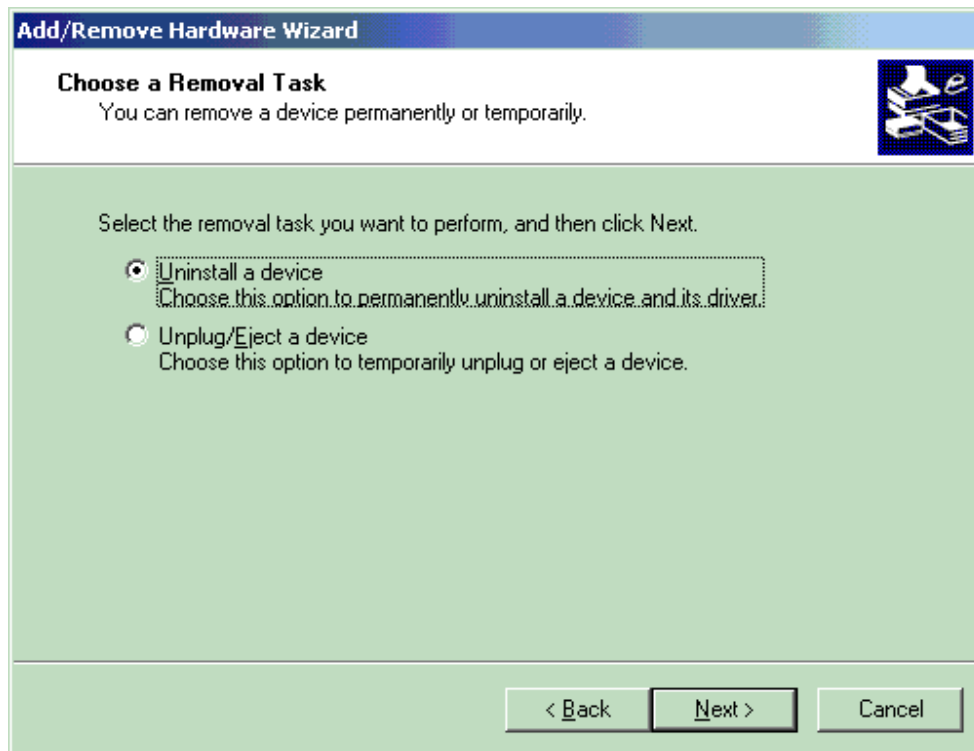 Add/Remove Hardware Wizard
Choose a Removal Task
You can remove a device permanently or temporarily.
Select the removal task you want to perform, and then click Next.
Uninstall a device
Choose this option to permanently uninstall a device and its driver.
Unplug/Eject a device
Choose this option to temporarily unplug or eject a device.
< Back Next > Cancel